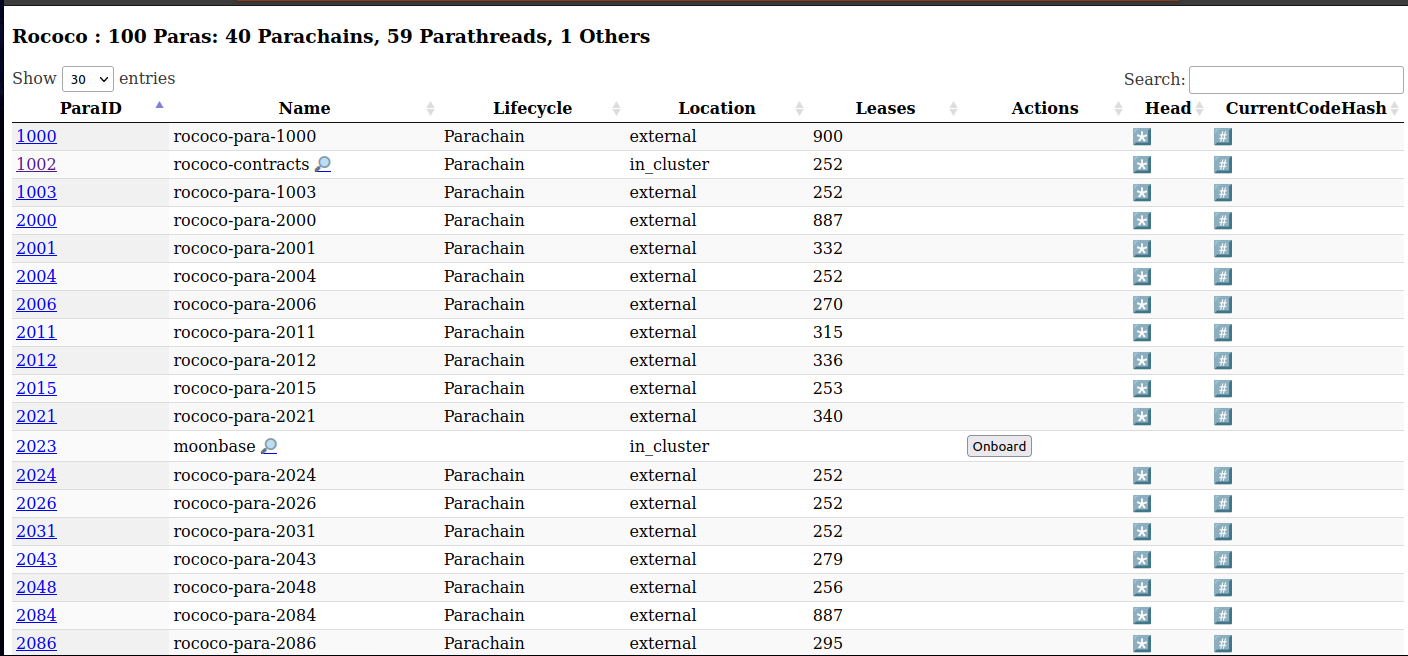 Rococo : 100 Paras: 40 Parachains, 59 Parathreads, 1 Others
Show 30 entries Search:
ParaID Name Lifecycle Location Leases Actions Head CurrentCodeHash
1000 rococo-para-1000 Parachain external 900 * #
1002 rococo-contracts Parachain in_cluster 252 * #
1003 rococo-para-1003 Parachain external 252 * #
2000 rococo-para-2000 Parachain external 887 * #
2001 rococo-para-2001 Parachain external 332 * #
2004 rococo-para-2004 Parachain external 252 * #
2006 rococo-para-2006 Parachain external 270 * #
2011 rococo-para-2011 Parachain external 315 * #
2012 rococo-para-2012 Parachain external 336 * #
2015 rococo-para-2015 Parachain external 253 * #
2021 rococo-para-2021 Parachain external 340 * #
2023 moonbase in_cluster Onboard
2024 rococo-para-2024 Parachain external 252 * #
2026 rococo-para-2026 Parachain external 252 * #
2031 rococo-para-2031 Parachain external 252 * #
2043 rococo-para-2043 Parachain external 279 * #
2048 rococo-para-2048 Parachain external 256 * #
2084 rococo-para-2084 Parachain external 887 * #
2086 rococo-para-2086 Parachain external 295 * #